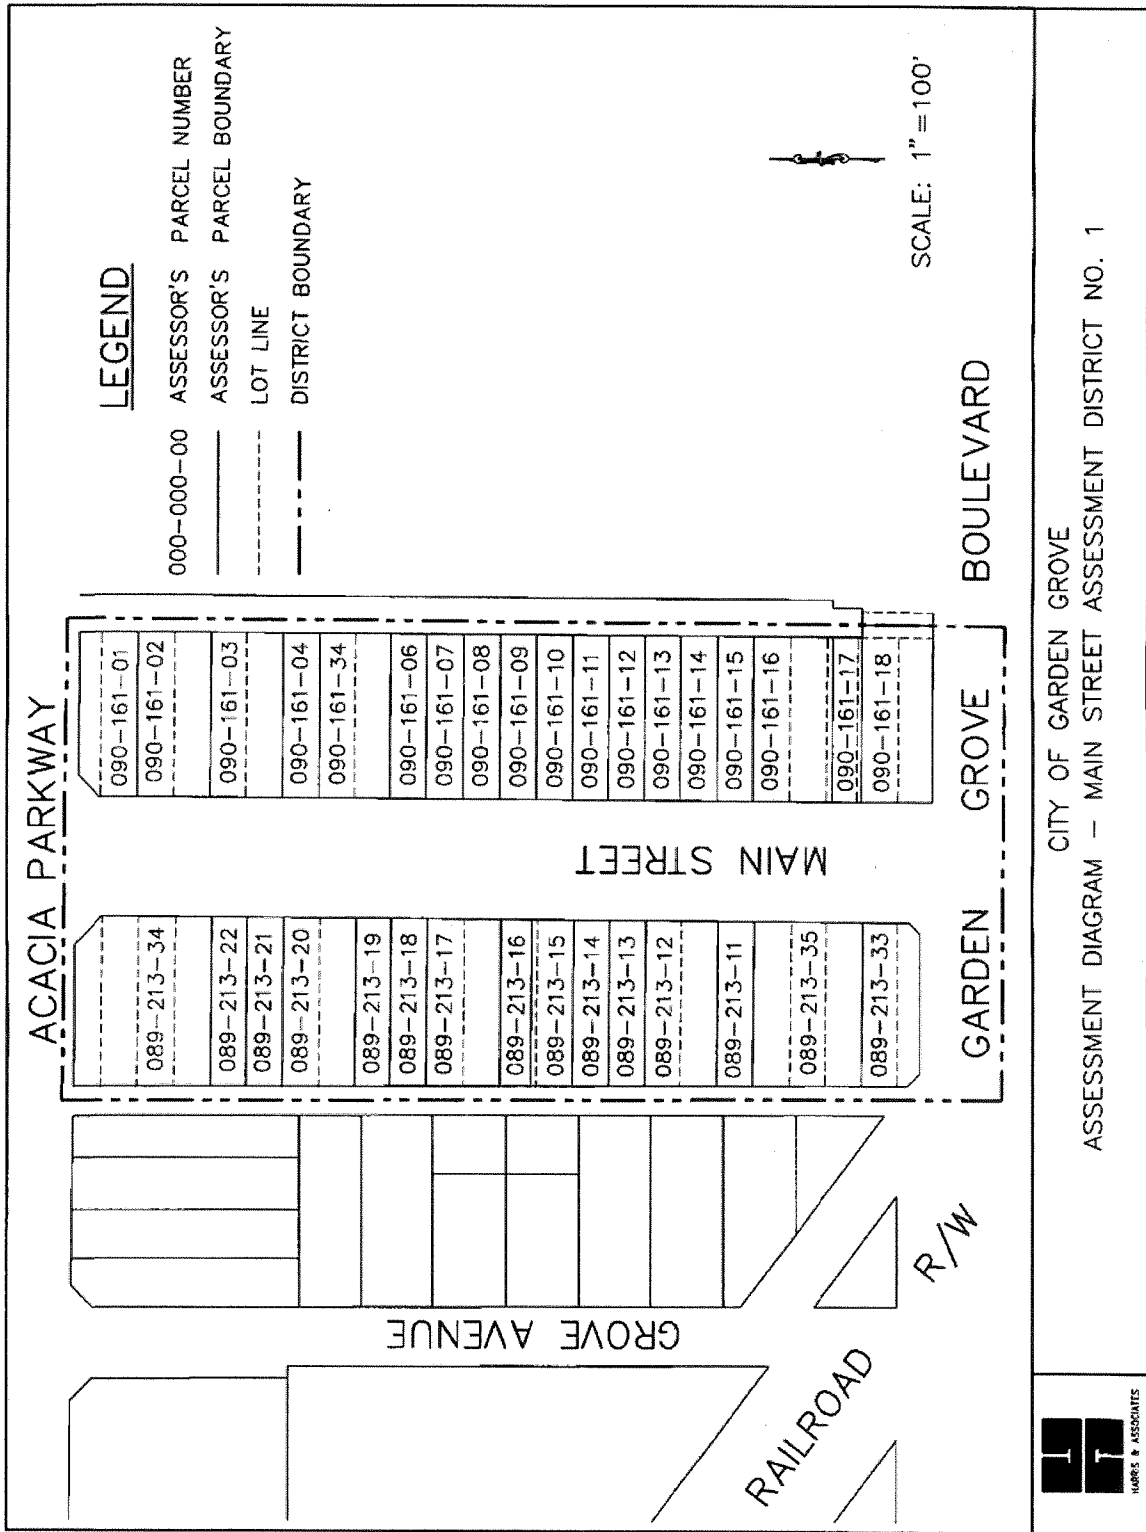 LEGEND
000-000-00 ASSESSOR'S PARCEL NUMBER
ASSESSOR'S PARCEL BOUNDARY
LOT LINE
DISTRICT BOUNDARY
ACACIA PARKWAY
089-213-34
089-213-22
089-213-21
089-213-20
089-213-19
089-213-18
089-213-17
089-213-16
089-213-15
089-213-14
089-213-13
089-213-12
089-213-11
089-213-35
089-213-33
MAIN STREET
090-161-01
090-161-02
090-161-03
090-161-04
090-161-34
090-161-06
090-161-07
090-161-08
090-161-09
090-161-10
090-161-11
090-161-12
090-161-13
090-161-14
090-161-15
090-161-16
090-161-17
090-161-18
GROVE AVENUE
RAILROAD R/W
GARDEN GROVE BOULEVARD
SCALE: 1"=100'
CITY OF GARDEN GROVE
ASSESSMENT DIAGRAM - MAIN STREET ASSESSMENT DISTRICT NO. 1
HARRIS & ASSOCIATES